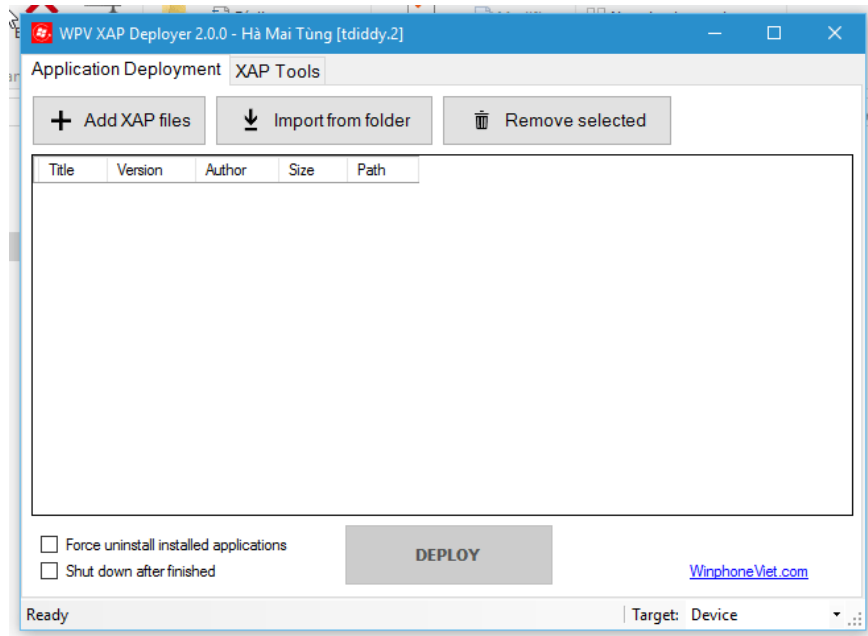 WPV XAP Deployer 2.0.0 - Hà Mai Tùng [tdiddy.2]
Application Deployment XAP Tools
Add XAP files Import from folder Remove selected
Title Version Author Size Path
Force uninstall installed applications
Shut down after finished
DEPLOY
WinphoneViet.com
Ready Target: Device